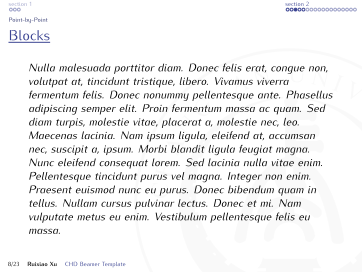 section 1
section 2
Point-by-Point
Blocks
Nulla malesuada porttitor diam. Donec felis erat, congue non,
volutpat at, tincidunt tristique, libero. Vivamus viverra
fermentum felis. Donec nonummy pellentesque ante. Phasellus
adipiscing semper elit. Proin fermentum massa ac quam. Sed
diam turpis, molestie vitae, placerat a, molestie nec, leo.
Maecenas lacinia. Nam ipsum ligula, eleifend at, accumsan
nec, suscipit a, ipsum. Morbi blandit ligula feugiat magna.
Nunc eleifend consequat lorem. Sed lacinia nulla vitae enim.
Pellentesque tincidunt purus vel magna. Integer non enim.
Praesent euismod nunc eu purus. Donec bibendum quam in
tellus. Nullam cursus pulvinar lectus. Donec et mi. Nam
vulputate metus eu enim. Vestibulum pellentesque felis eu
massa.
8/23 Ruixiao Xu CHD Beamer Template